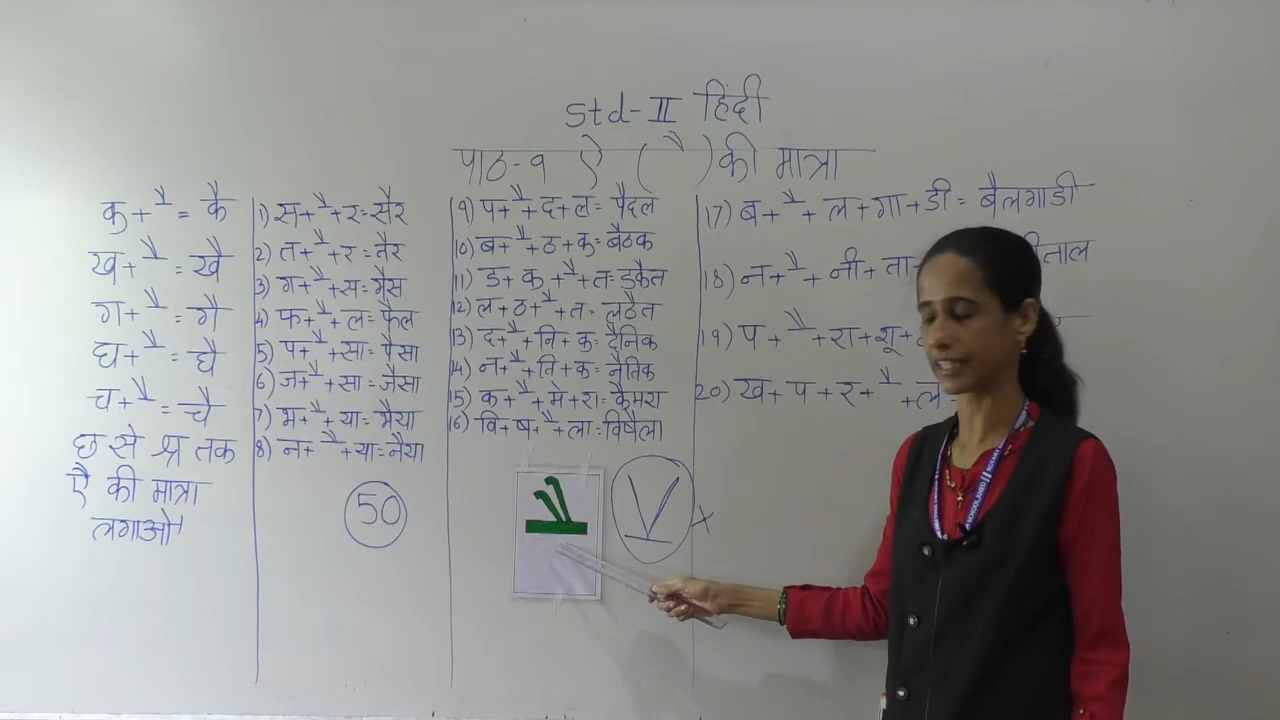 Std-II हिंदी
पाठ-१ ऐ ( ै ) की मात्रा
क + ै = कै
ख + ै = खै
ग + ै = गै
घ + ै = घै
च + ै = चै
छ से श्र तक
ऐ की मात्रा
लगाओ
1) स + ै + र = सैर
2) त + ै + र = तैर
3) ग + ै + स = गैस
4) फ + ै + ल = फैल
5) प + ै + सा = पैसा
6) ज + ै + सा = जैसा
7) भ + ै + या = भैया
8) न + ै + या = नैया
50
9) प + ै + द + ल = पैदल
10) ब + ै + ठ + क = बैठक
11) ड + क + ै + त = डकैत
12) ल + ठ + ै + त = लठैत
13) द + ै + नि + क = दैनिक
14) न + ै + ति + क = नैतिक
15) क + ै + मे + रा = कैमरा
16) वि + ष + ै + ला = विषैला
ै
17) ब + ै + ल + गा + डी = बैलगाडी
18) न + ै + नी + ता ताल
19) प + ै + रा + शू +
20) ख + प + र + ै + ल